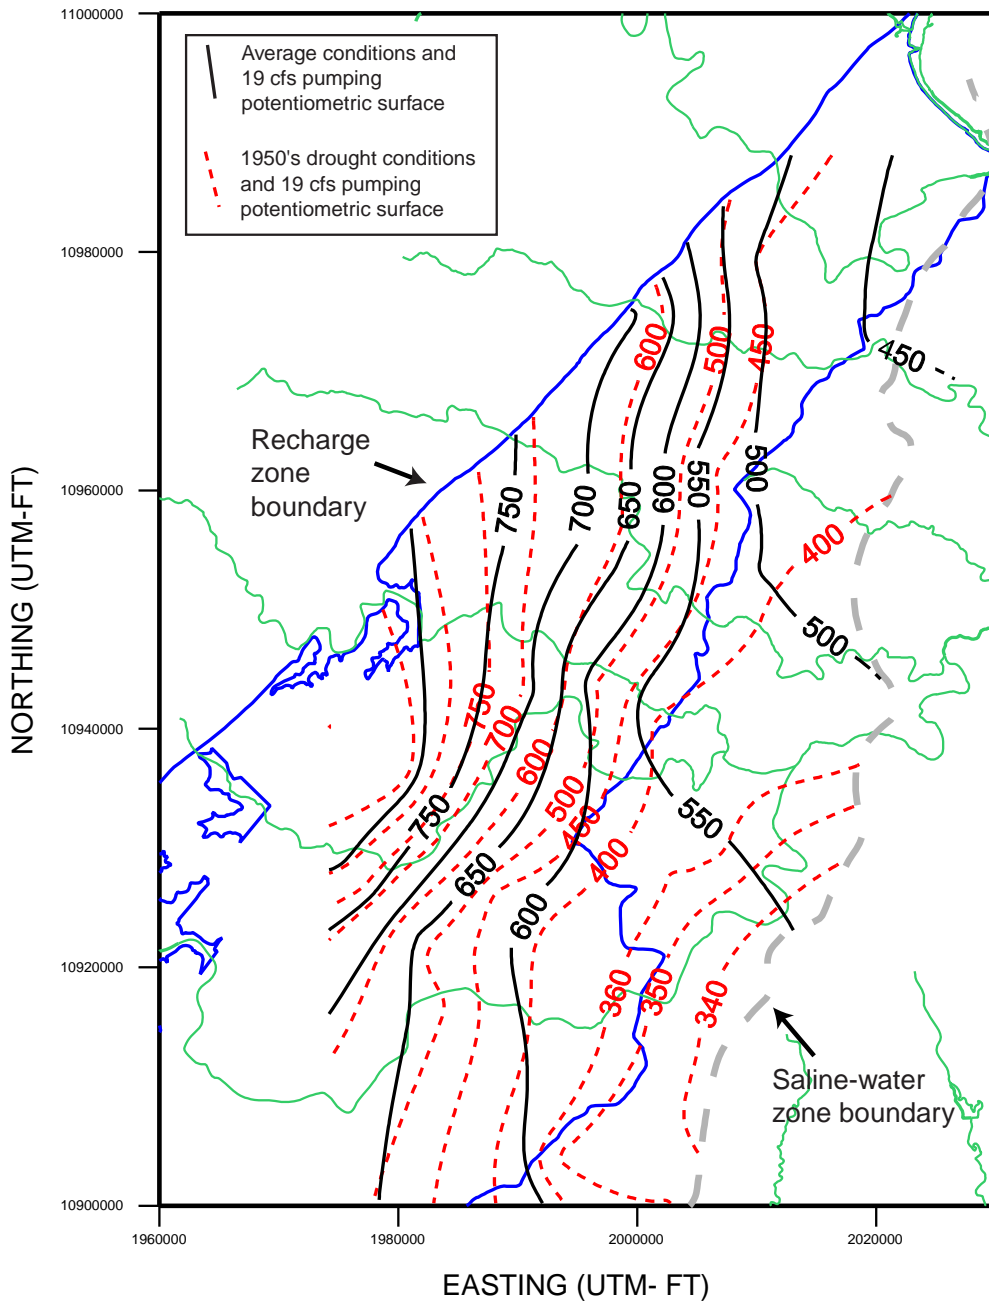 11000000
Average conditions and
19 cfs pumping
potentiometric surface
1950's drought conditions
and 19 cfs pumping
potentiometric surface
10980000
600
500
450
450
Recharge
zone
boundary
750
700
650
600
550
500
10960000
400
500
NORTHING (UTM-FT)
750
700
600
10940000
500
450
400
750
550
650
600
10920000
360
350
340
Saline-water
zone boundary
10900000
1960000
1980000
2000000
2020000
EASTING (UTM- FT)